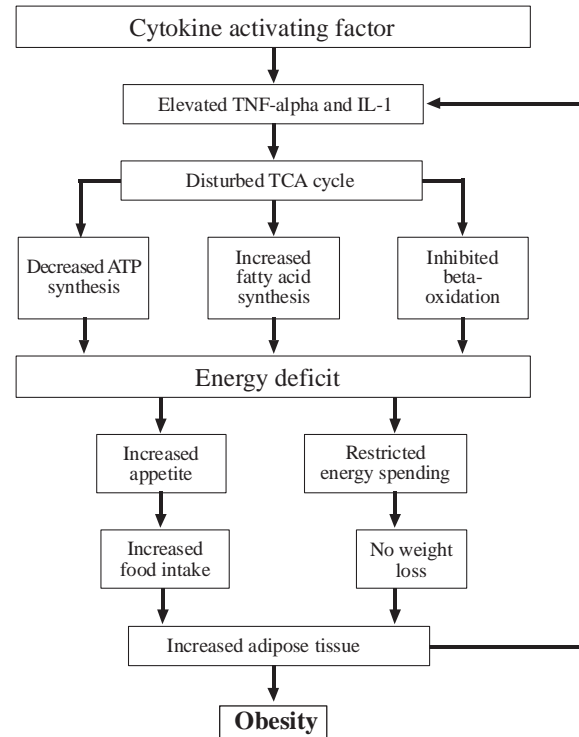 Cytokine activating factor
Elevated TNF-alpha and IL-1
Disturbed TCA cycle
Decreased ATP
synthesis
Increased
fatty acid
synthesis
Inhibited
beta-
oxidation
Energy deficit
Increased
appetite
Restricted
energy spending
Increased
food intake
No weight
loss
Increased adipose tissue
Obesity